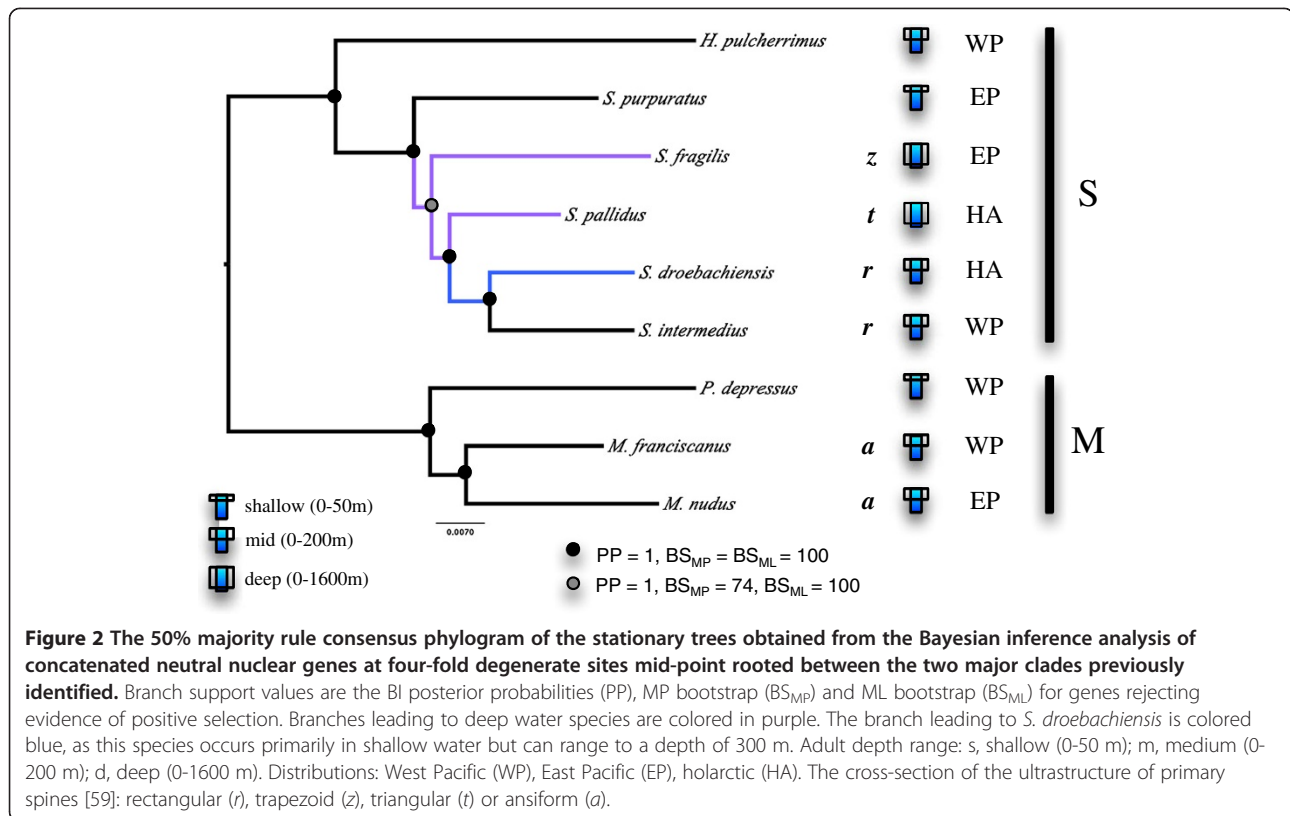 H. pulcherrimus WP
S. purpuratus EP
S. fragilis z EP
S. pallidus t HA
S. droebachiensis r HA
S. intermedius r WP
S
P. depressus WP
M. franciscanus a WP
M. nudus a EP
M
shallow (0-50m)
mid (0-200m)
deep (0-1600m)
0.0070
PP = 1, BSMP = BSML = 100
PP = 1, BSMP = 74, BSML = 100
Figure 2 The 50% majority rule consensus phylogram of the stationary trees obtained from the Bayesian inference analysis of
concatenated neutral nuclear genes at four-fold degenerate sites mid-point rooted between the two major clades previously
identified. Branch support values are the BI posterior probabilities (PP), MP bootstrap (BSMP) and ML bootstrap (BSML) for genes rejecting
evidence of positive selection. Branches leading to deep water species are colored in purple. The branch leading to S. droebachiensis is colored
blue, as this species occurs primarily in shallow water but can range to a depth of 300 m. Adult depth range: s, shallow (0-50 m); m, medium (0-
200 m); d, deep (0-1600 m). Distributions: West Pacific (WP), East Pacific (EP), holarctic (HA). The cross-section of the ultrastructure of primary
spines [59]: rectangular (r), trapezoid (z), triangular (t) or ansiform (a).